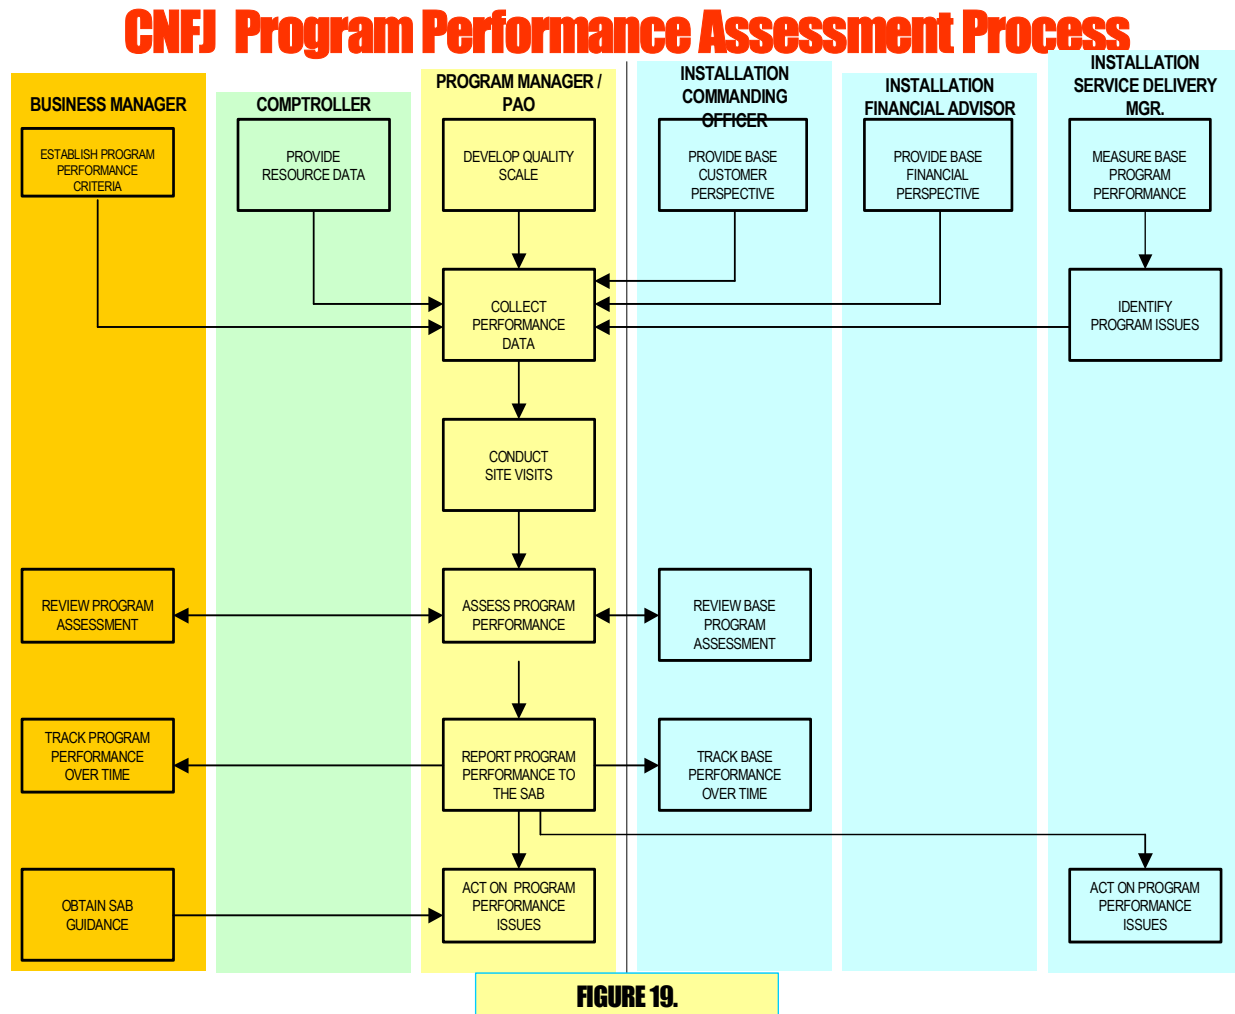 CNFJ Program Performance Assessment Process
BUSINESS MANAGER
COMPTROLLER
PROGRAM MANAGER /
PAO
INSTALLATION
COMMANDING
OFFICER
INSTALLATION
FINANCIAL ADVISOR
INSTALLATION
SERVICE DELIVERY
MGR.
ESTABLISH PROGRAM
PERFORMANCE
CRITERIA
PROVIDE
RESOURCE DATA
DEVELOP QUALITY
SCALE
PROVIDE BASE
CUSTOMER
PERSPECTIVE
PROVIDE BASE
FINANCIAL
PERSPECTIVE
MEASURE BASE
PROGRAM
PERFORMANCE
COLLECT
PERFORMANCE
DATA
IDENTIFY
PROGRAM ISSUES
CONDUCT
SITE VISITS
REVIEW PROGRAM
ASSESSMENT
ASSESS PROGRAM
PERFORMANCE
REVIEW BASE
PROGRAM
ASSESSMENT
TRACK PROGRAM
PERFORMANCE
OVER TIME
REPORT PROGRAM
PERFORMANCE TO
THE SAB
TRACK BASE
PERFORMANCE
OVER TIME
OBTAIN SAB
GUIDANCE
ACT ON PROGRAM
PERFORMANCE
ISSUES
ACT ON PROGRAM
PERFORMANCE
ISSUES
FIGURE 19.